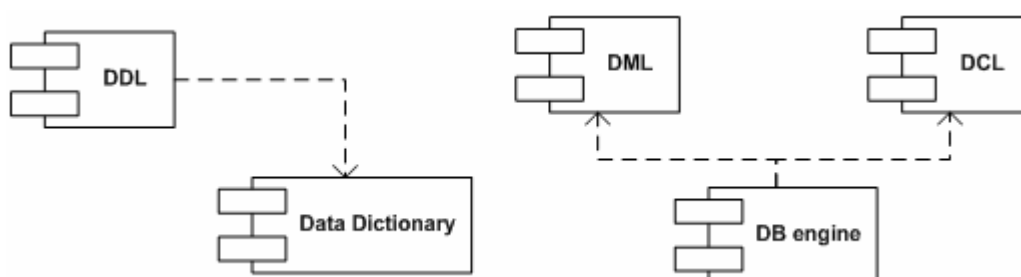 DDL
DML
DCL
Data Dictionary
DB engine